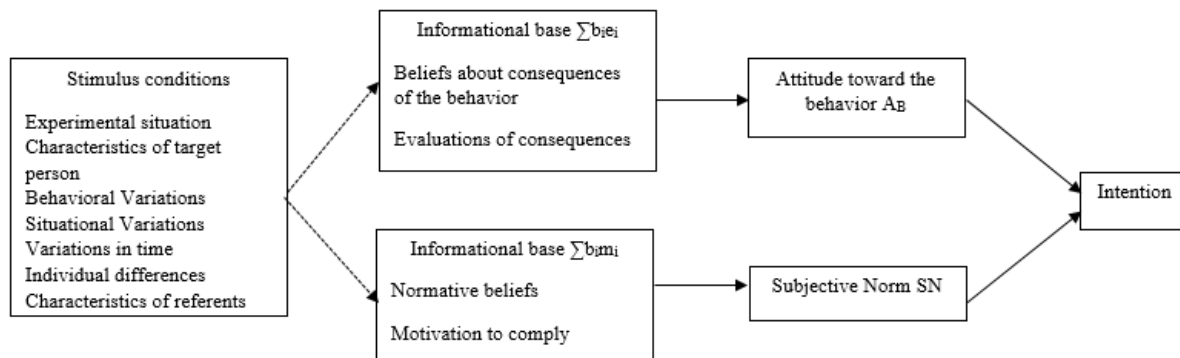 Stimulus conditions
Experimental situation
Characteristics of target
person
Behavioral Variations
Situational Variations
Variations in time
Individual differences
Characteristics of referents
Informational base ∑bᵢeᵢ
Beliefs about consequences
of the behavior
Evaluations of consequences
Informational base ∑bᵢmᵢ
Normative beliefs
Motivation to comply
Attitude toward the
behavior AB
Subjective Norm SN
Intention